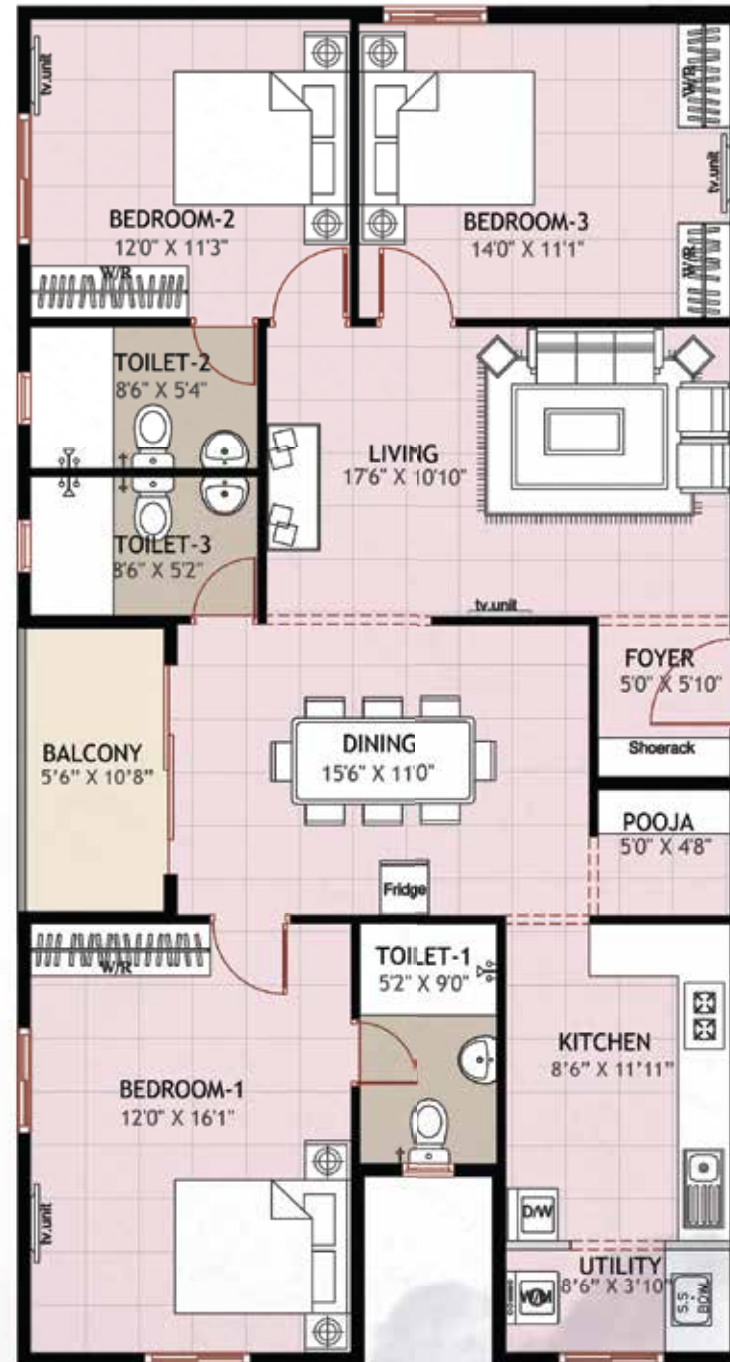 tv.unit
W/R
tv.unit
BEDROOM-2
12'0" X 11'3"
BEDROOM-3
14'0" X 11'1"
W/R
W/R
TOILET-2
8'6" X 5'4"
LIVING
17'6" X 10'10"
TOILET-3
8'6" X 5'2"
tv.unit
FOYER
5'0" X 5'10"
Shoerack
BALCONY
5'6" X 10'8"
DINING
15'6" X 11'0"
POOJA
5'0" X 4'8"
Fridge
W/R
TOILET-1
5'2" X 9'0"
KITCHEN
8'6" X 11'11"
BEDROOM-1
12'0" X 16'1"
tv.unit
D/W
UTILITY
8'6" X 3'10"
W/M
S.S